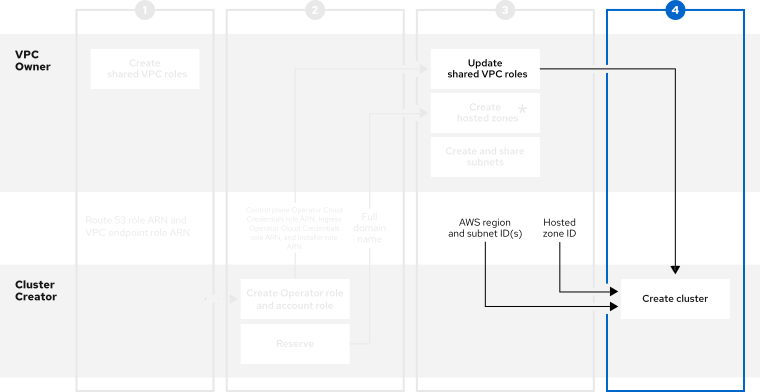 1
2
3
4
VPC
Owner
Create
shared VPC roles
Update
shared VPC roles
Create
hosted zones *
Create and share
subnets
Route 53 role ARN and
VPC endpoint role ARN
Control plane Operator Cloud
Credentials role ARN, Ingress
Operator Cloud Credentials
role ARN, and Installer role
ARN
Full
domain
name
AWS region
and subnet ID(s)
Hosted
zone ID
Cluster
Creator
Create Operator role
and account role
Reserve
Create cluster